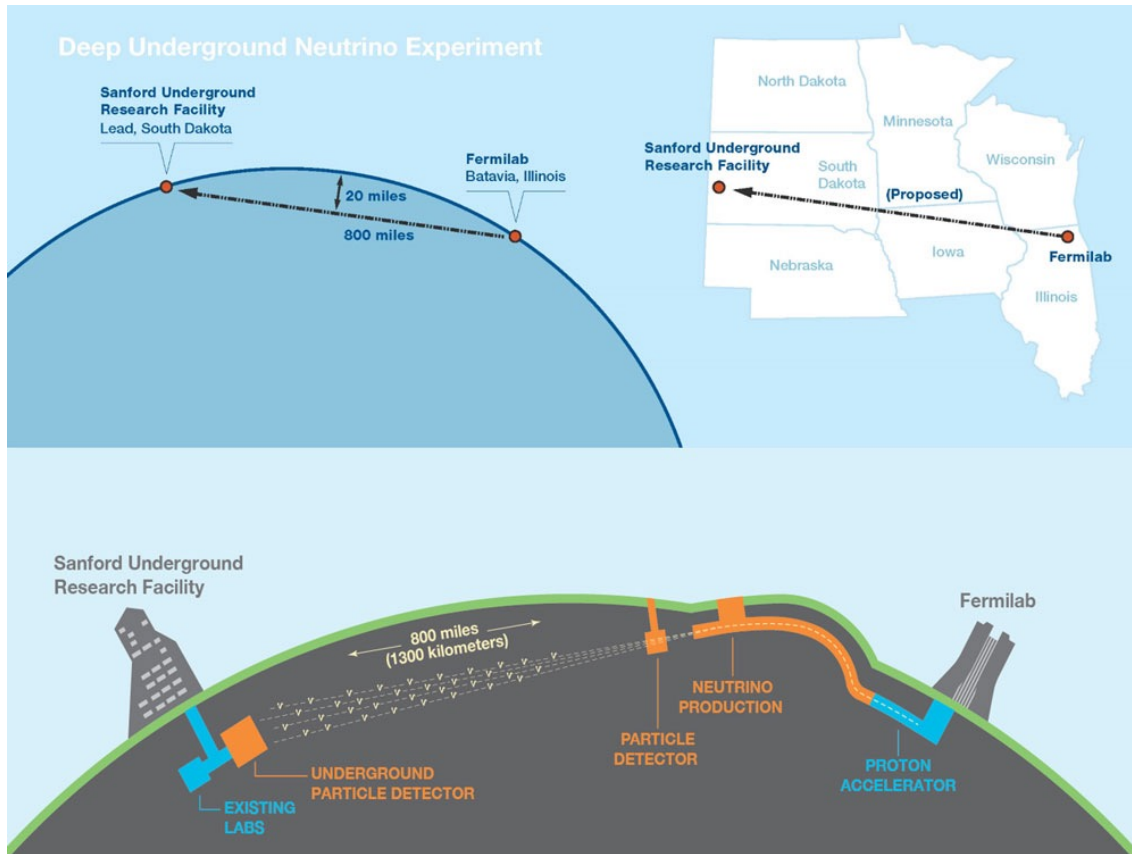 Deep Underground Neutrino Experiment
Sanford Underground
Research Facility
Lead, South Dakota
Fermilab
Batavia, Illinois
20 miles
800 miles
North Dakota
Minnesota
Sanford Underground
Research Facility
South
Dakota
Wisconsin
(Proposed)
Nebraska
Iowa
Fermilab
Illinois
Sanford Underground
Research Facility
Fermilab
800 miles
(1300 kilometers)
v v v v v v v
v v v v v v
v v v v v v
v v v v v
NEUTRINO
PRODUCTION
PARTICLE
DETECTOR
PROTON
ACCELERATOR
UNDERGROUND
PARTICLE DETECTOR
EXISTING
LABS